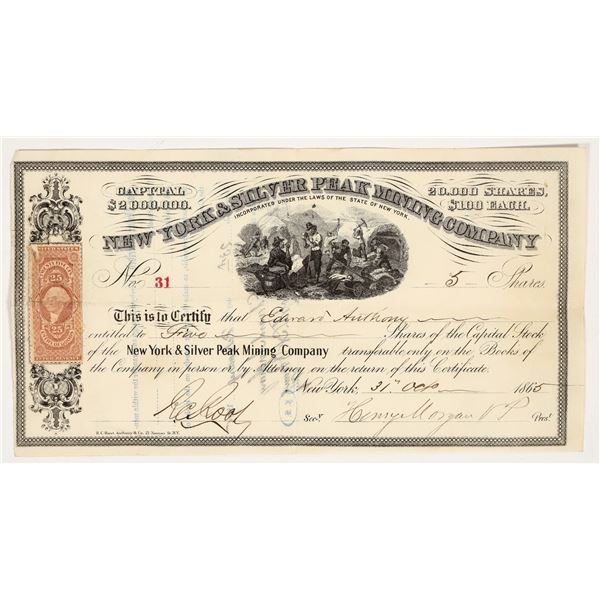 CAPITAL
$2000,000.
20,000 SHARES,
$100 EACH.
NEW YORK & SILVER PEAK MINING COMPANY
INCORPORATED UNDER THE LAWS OF THE STATE OF NEW YORK.
No. 31
5 Shares.
This is to Certify that Edward Anthony
entitled to Five Shares of the Capital Stock
of the New York & Silver Peak Mining Company transferable only on the Books of
the Company in person or by Attorney on the return of this Certificate.
New York, 31st Oct 1865
Secy.
Henry Morgan V P Pres!
25
25